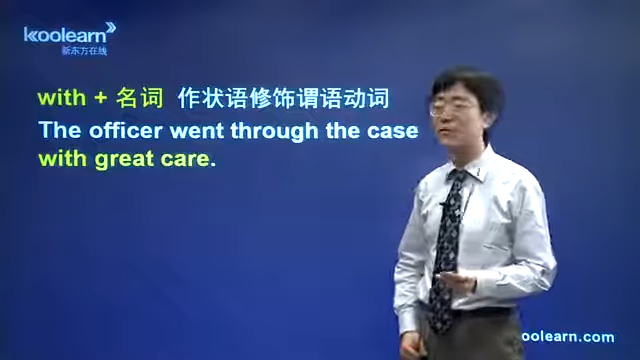 koolearn
新东方在线
with + 名词 作状语修饰谓语动词
The officer went through the case
with great care.
oolearn.com